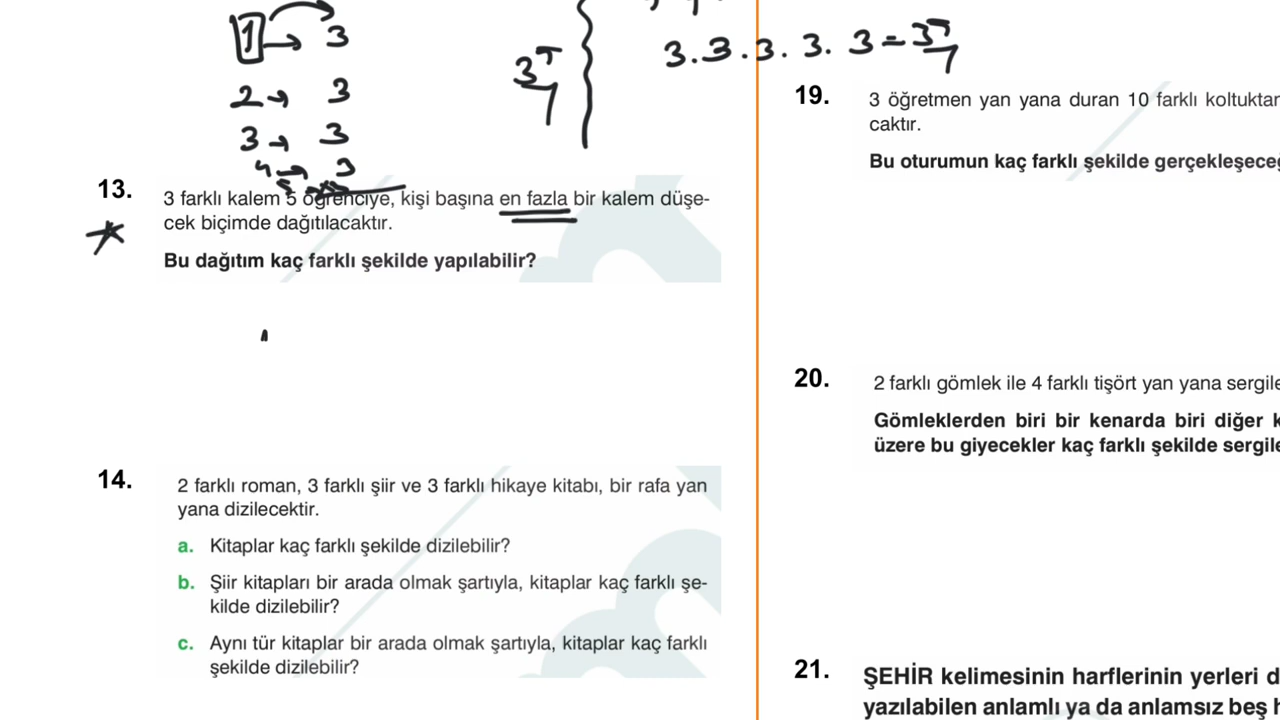 1 → 3
2 → 3
3 → 3
4 → 3
5
3⁵
3.3.3.3.3=3⁵
13. 3 farklı kalem 5 öğrenciye, kişi başına en fazla bir kalem düşe-
cek biçimde dağıtılacaktır.
Bu dağıtım kaç farklı şekilde yapılabilir?
14. 2 farklı roman, 3 farklı şiir ve 3 farklı hikaye kitabı, bir rafa yan
yana dizilecektir.
a. Kitaplar kaç farklı şekilde dizilebilir?
b. Şiir kitapları bir arada olmak şartıyla, kitaplar kaç farklı şe-
kilde dizilebilir?
c. Aynı tür kitaplar bir arada olmak şartıyla, kitaplar kaç farklı
şekilde dizilebilir?
19. 3 öğretmen yan yana duran 10 farklı koltuktan
caktır.
Bu oturumun kaç farklı şekilde gerçekleşeceğ
20. 2 farklı gömlek ile 4 farklı tişört yan yana sergile
Gömleklerden biri bir kenarda biri diğer k
üzere bu giyecekler kaç farklı şekilde sergile
21. ŞEHİR kelimesinin harflerinin yerleri d
yazılabilen anlamlı ya da anlamsız beş h